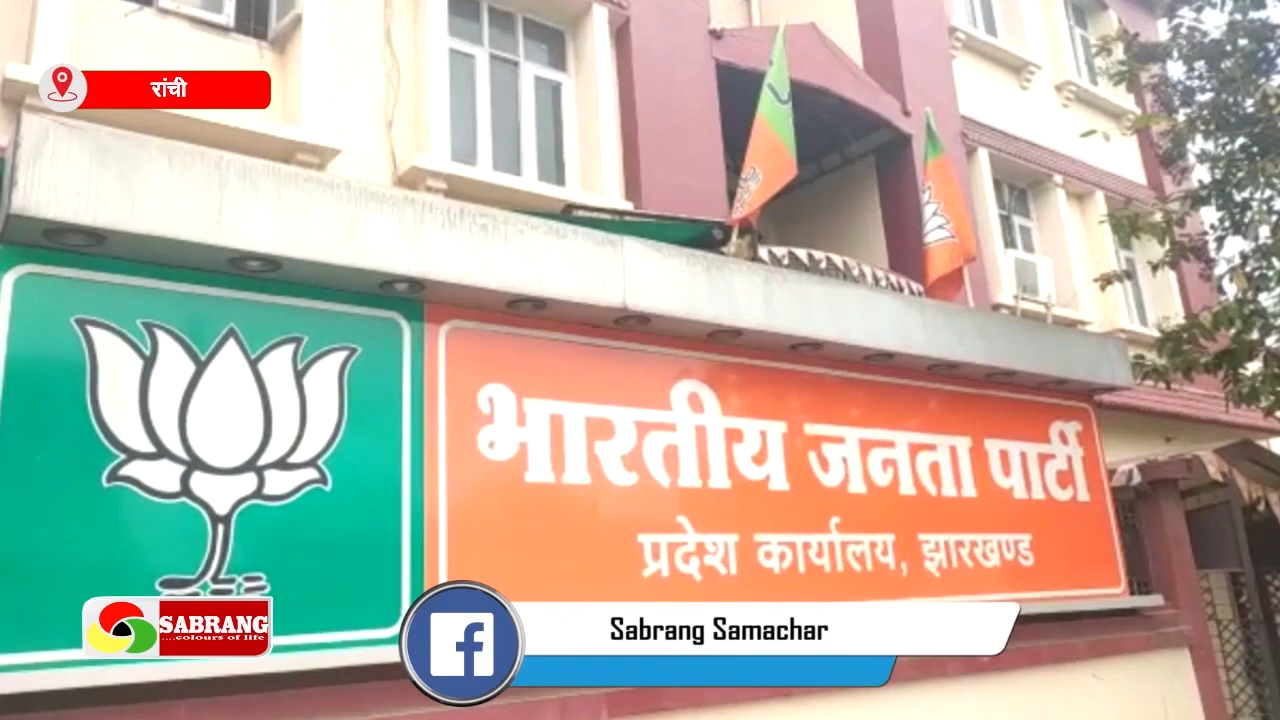 रांची
भारतीय जनता पार्टी
प्रदेश कार्यालय, झारखण्ड
SABRANG
....colours of life
Sabrang Samachar